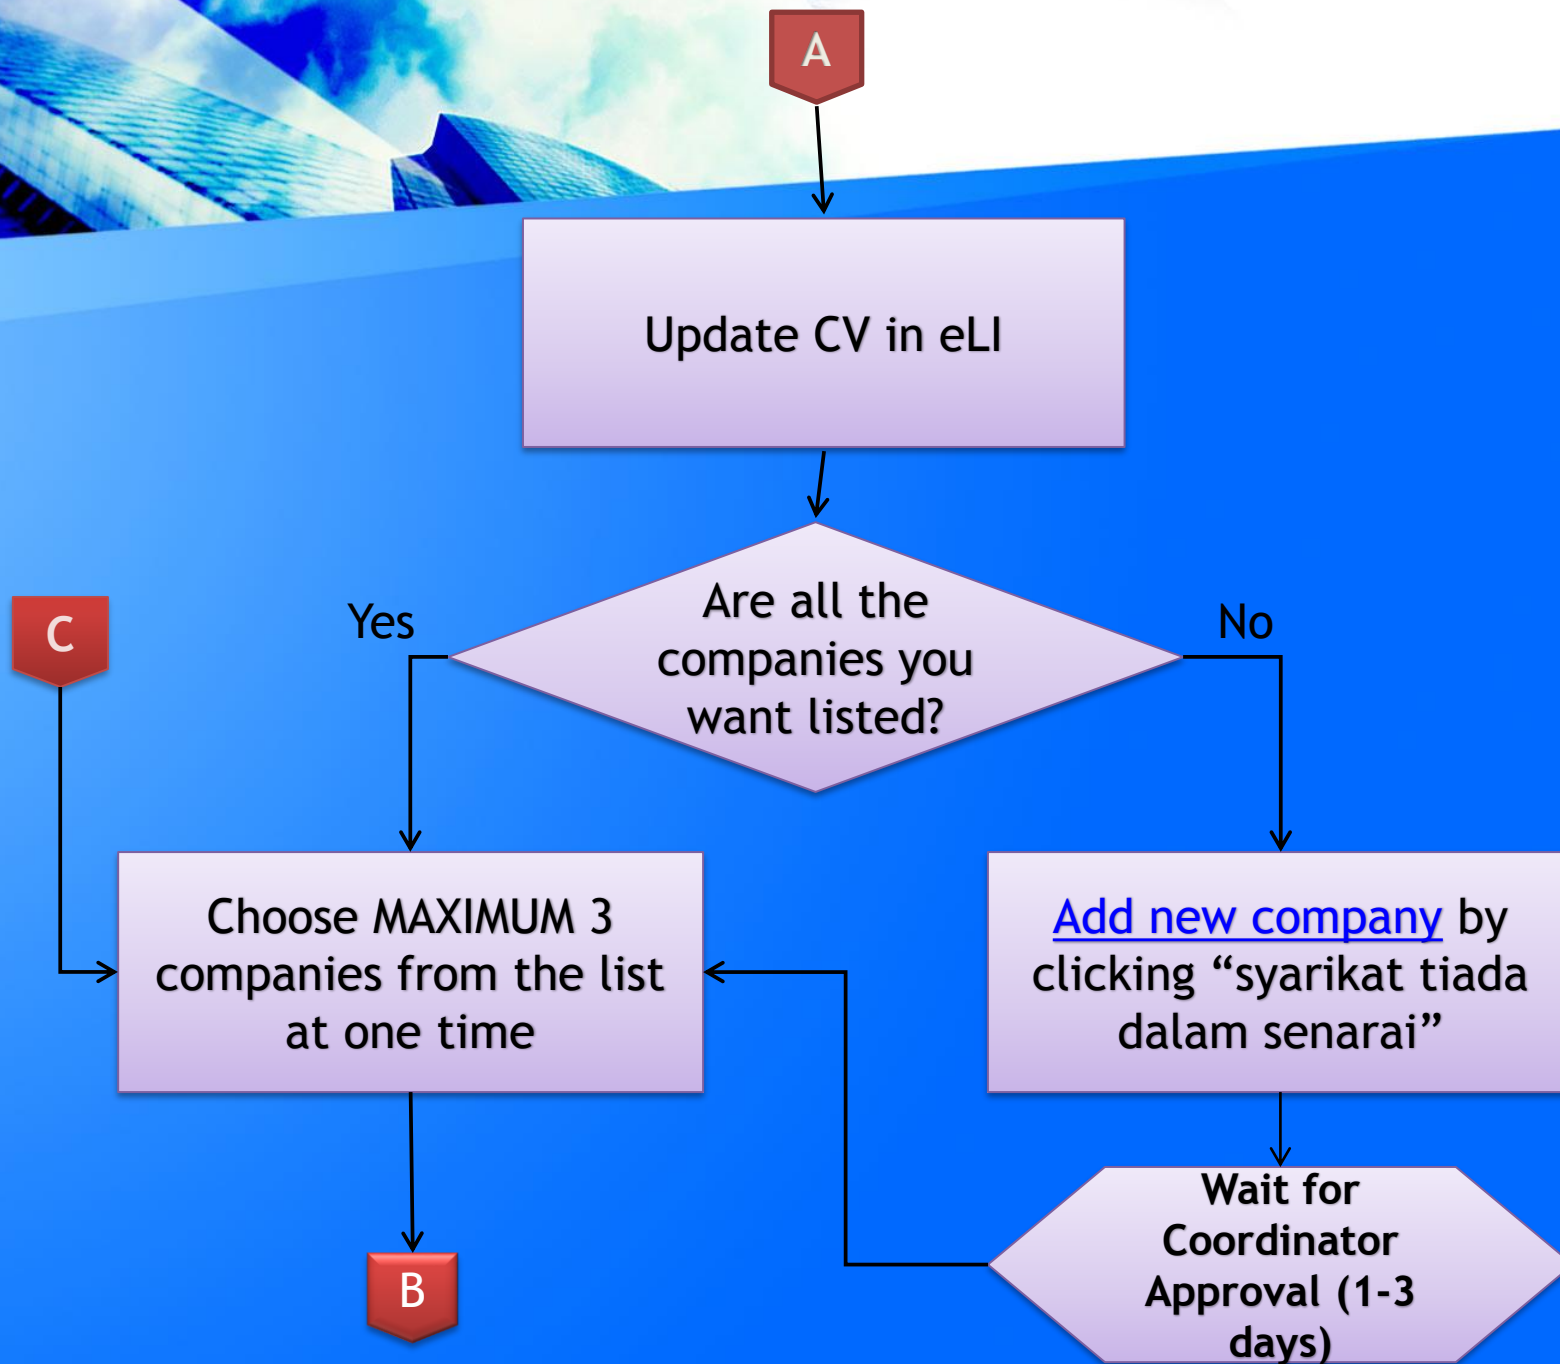 A
Update CV in eLI
Are all the
companies you
want listed?
Yes
No
C
Choose MAXIMUM 3
companies from the list
at one time
Add new company by
clicking “syarikat tiada
dalam senarai”
Wait for
Coordinator
Approval (1-3
days)
B